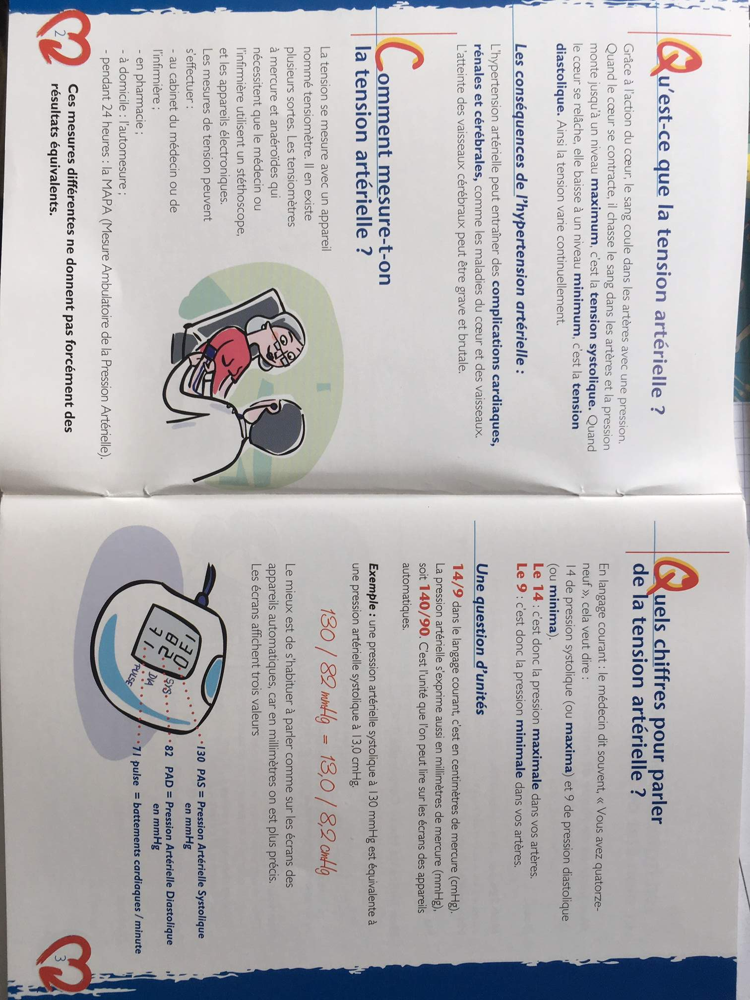 Qu'est-ce que la tension artérielle ?
Grâce à l'action du cœur, le sang coule dans les artères avec une pression.
Quand le cœur se contracte, il chasse le sang dans les artères et la pression
monte jusqu'à un niveau maximum, c'est la tension systolique. Quand
le cœur se relâche, elle baisse à un niveau minimum, c'est la tension
diastolique. Ainsi la tension varie continuellement.
Les conséquences de l'hypertension artérielle :
L'hypertension artérielle peut entraîner des complications cardiaques,
rénales et cérébrales, comme les maladies du cœur et des vaisseaux.
L'atteinte des vaisseaux cérébraux peut être grave et brutale.
Comment mesure-t-on
la tension artérielle ?
La tension se mesure avec un appareil
nommé tensiomètre. Il en existe
plusieurs sortes. Les tensiomètres
à mercure et anaéroïdes qui
nécessitent que le médecin ou
l'infirmière utilisent un stéthoscope,
et les appareils électroniques.
Les mesures de tension peuvent
s'effectuer :
- au cabinet du médecin ou de
l'infirmière ;
- en pharmacie ;
- à domicile : l'automesure ;
- pendant 24 heures : la MAPA (Mesure Ambulatoire de la Pression Artérielle).
Ces mesures différentes ne donnent pas forcément des
résultats équivalents.
2
Quels chiffres pour parler
de la tension artérielle ?
En langage courant : le médecin dit souvent, « Vous avez quatorze-
neuf », cela veut dire :
14 de pression systolique (ou maxima) et 9 de pression diastolique
(ou minima).
Le 14 : c'est donc la pression maximale dans vos artères.
Le 9 : c'est donc la pression minimale dans vos artères.
Une question d'unités
14/9 dans le langage courant, c'est en centimètres de mercure (cmHg).
La pression artérielle s'exprime aussi en millimètres de mercure (mmHg),
soit 140/90. C'est l'unité que l'on peut lire sur les écrans des appareils
automatiques.
Exemple : une pression artérielle systolique à 130 mmHg est équivalente à
une pression artérielle systolique à 13,0 cmHg.
130 / 82 mmHg = 13,0 / 8,2 cmHg
Le mieux est de s'habituer à parler comme sur les écrans des
appareils automatiques, car en millimètres on est plus précis.
Les écrans affichent trois valeurs
130
82
71
SYS
DIA
PULSE
130 PAS = Pression Artérielle Systolique
en mmHg
82 PAD = Pression Artérielle Diastolique
en mmHg
71 pulse = battements cardiaques / minute
3